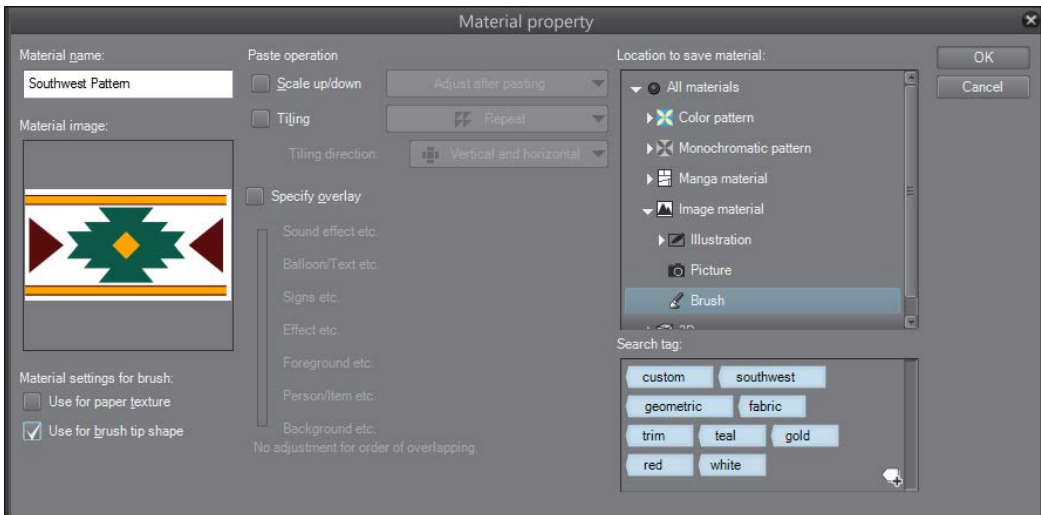 Material property
Material name:
Southwest Pattern
Material image:
Material settings for brush:
Use for paper texture
Use for brush tip shape
Paste operation
Scale up/down
Adjust after pasting
Tiling
Repeat
Tiling direction:
Vertical and horizontal
Specify overlay
Sound effect etc.
Balloon/Text etc.
Signs etc.
Effect etc.
Foreground etc.
Person/Item etc.
Background etc.
No adjustment for order of overlapping
Location to save material:
All materials
Color pattern
Monochromatic pattern
Manga material
Image material
Illustration
Picture
Brush
3D
Search tag:
custom southwest
geometric fabric
trim teal gold
red white
OK
Cancel